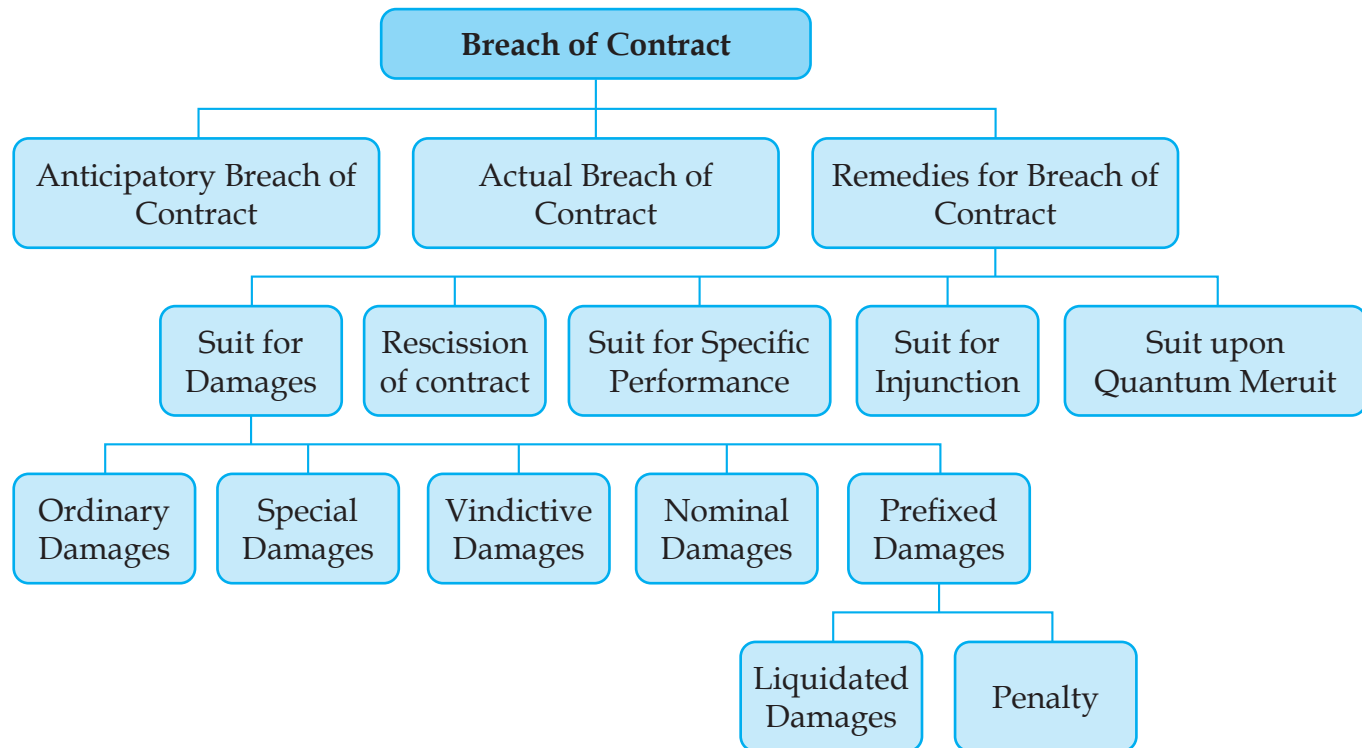 Breach of Contract
Anticipatory Breach of
Contract
Actual Breach of
Contract
Remedies for Breach of
Contract
Suit for
Damages
Rescission
of contract
Suit for Specific
Performance
Suit for
Injunction
Suit upon
Quantum Meruit
Ordinary
Damages
Special
Damages
Vindictive
Damages
Nominal
Damages
Prefixed
Damages
Liquidated
Damages
Penalty